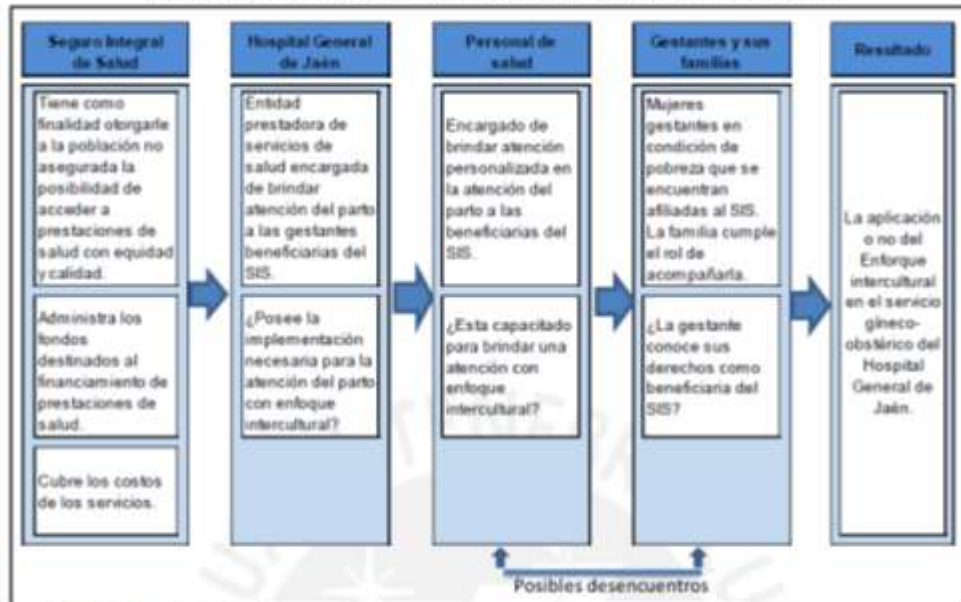 Seguro Integral
de Salud
Tiene como
finalidad otorgarle
a la población no
asegurada la
posibilidad de
acceder a
prestaciones de
salud con equidad
y calidad.
Administra los
fondos
destinados al
financiamiento de
prestaciones de
salud.
Cubre los costos
de los servicios.
Hospital General
de Jaén
Entidad
prestadora de
servicios de
salud encargada
de brindar
atención del parto
a las gestantes
beneficiarias del
SIS.
¿Posee la
implementación
necesaria para la
atención del parto
con enfoque
intercultural?
Personal de
salud
Encargado de
brindar atención
personalizada en
la atención del
parto a las
beneficiarias del
SIS.
¿Esta capacitado
para brindar una
atención con
enfoque
intercultural?
Gestantes y sus
familias
Mujeres
gestantes en
condición de
pobreza que se
encuentran
afiliadas al SIS.
La familia cumple
el rol de
acompañarla.
¿La gestante
conoce sus
derechos como
beneficiaria del
SIS?
Resultado
La aplicación
o no del
Enforque
intercultural
en el servicio
gineco-
obstérico del
Hospital
General de
Jaén.
Posibles desencuentros